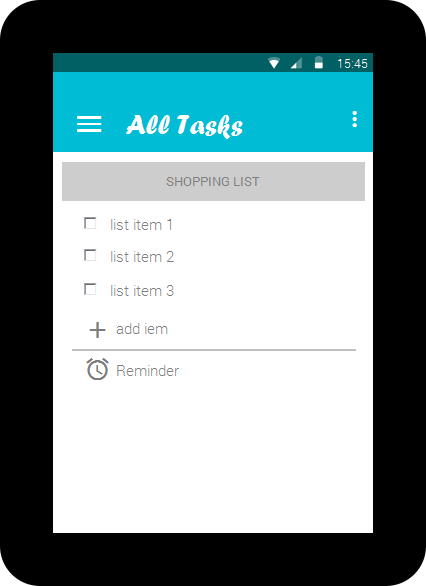 15:45
All Tasks
SHOPPING LIST
list item 1
list item 2
list item 3
add iem
Reminder